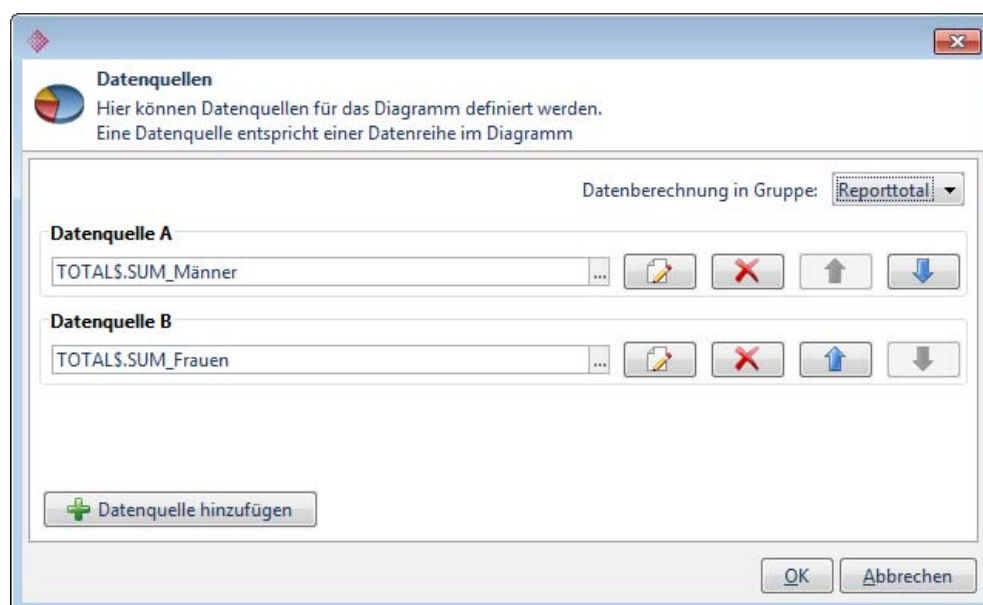 Datenquellen
Hier können Datenquellen für das Diagramm definiert werden.
Eine Datenquelle entspricht einer Datenreihe im Diagramm
Datenberechnung in Gruppe: Reporttotal
Datenquelle A
TOTAL$.SUM_Männer ...
Datenquelle B
TOTAL$.SUM_Frauen ...
Datenquelle hinzufügen
OK Abbrechen